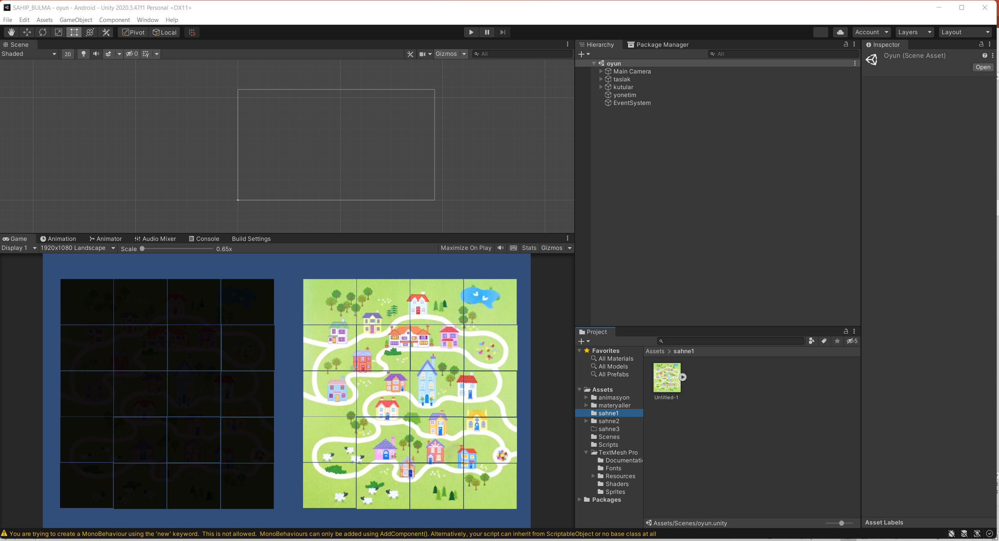 SAHIP_BULMA - oyun - Android - Unity 2020.3.47f1 Personal <DX11>
File Edit Assets GameObject Component Window Help
Pivot Local Account Layers Layout
Scene
Shaded 2D 0 Gizmos All
Hierarchy Package Manager
All
oyun
Main Camera
taslak
kutular
yonetim
EventSystem
Inspector
Oyun (Scene Asset)
Open
Game Animation Animator Audio Mixer Console Build Settings
Display 1 1920x1080 Landscape Scale 0.65x Maximize On Play Stats Gizmos
Project
5
Favorites
All Materials
All Models
All Prefabs
Assets
animasyon
materyaller
sahne1
sahne2
sahne3
Scenes
Scripts
TextMesh Pro
Documentati
Fonts
Resources
Shaders
Sprites
Packages
Assets > sahne1
Untitled-1
Assets/Scenes/oyun.unity
Asset Labels
You are trying to create a MonoBehaviour using the 'new' keyword.  This is not allowed.  MonoBehaviours can only be added using AddComponent(). Alternatively, your script can inherit from ScriptableObject or no base class at all